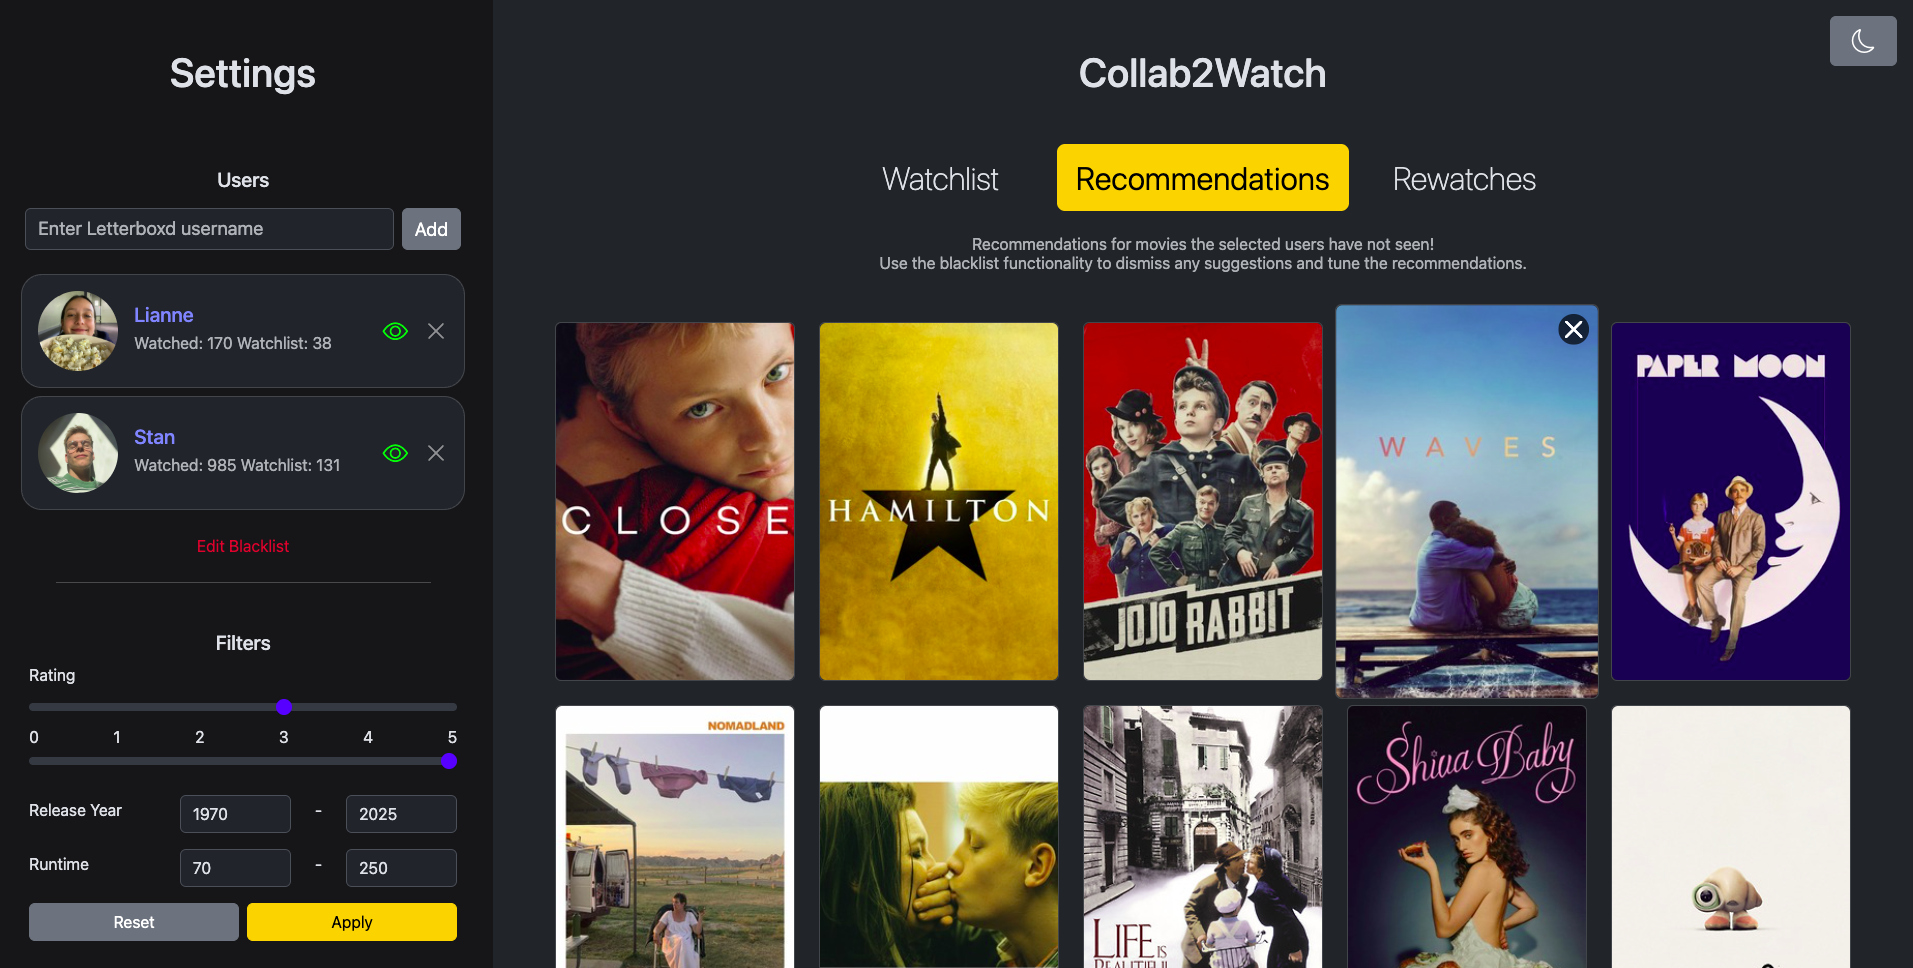 Settings
Users
Enter Letterboxd username
Add
Lianne
Watched: 170 Watchlist: 38
Stan
Watched: 985 Watchlist: 131
Edit Blacklist
Filters
Rating
0 1 2 3 4 5
Release Year 1970 - 2025
Runtime 70 - 250
Reset Apply
Collab2Watch
Watchlist Recommendations Rewatches
Recommendations for movies the selected users have not seen!
Use the blacklist functionality to dismiss any suggestions and tune the recommendations.
CLOSE
HAMILTON
JOJO RABBIT
WAVES
PAPER MOON
NOMADLAND
LIFE IS
BEAUTIFUL
Shiva Baby